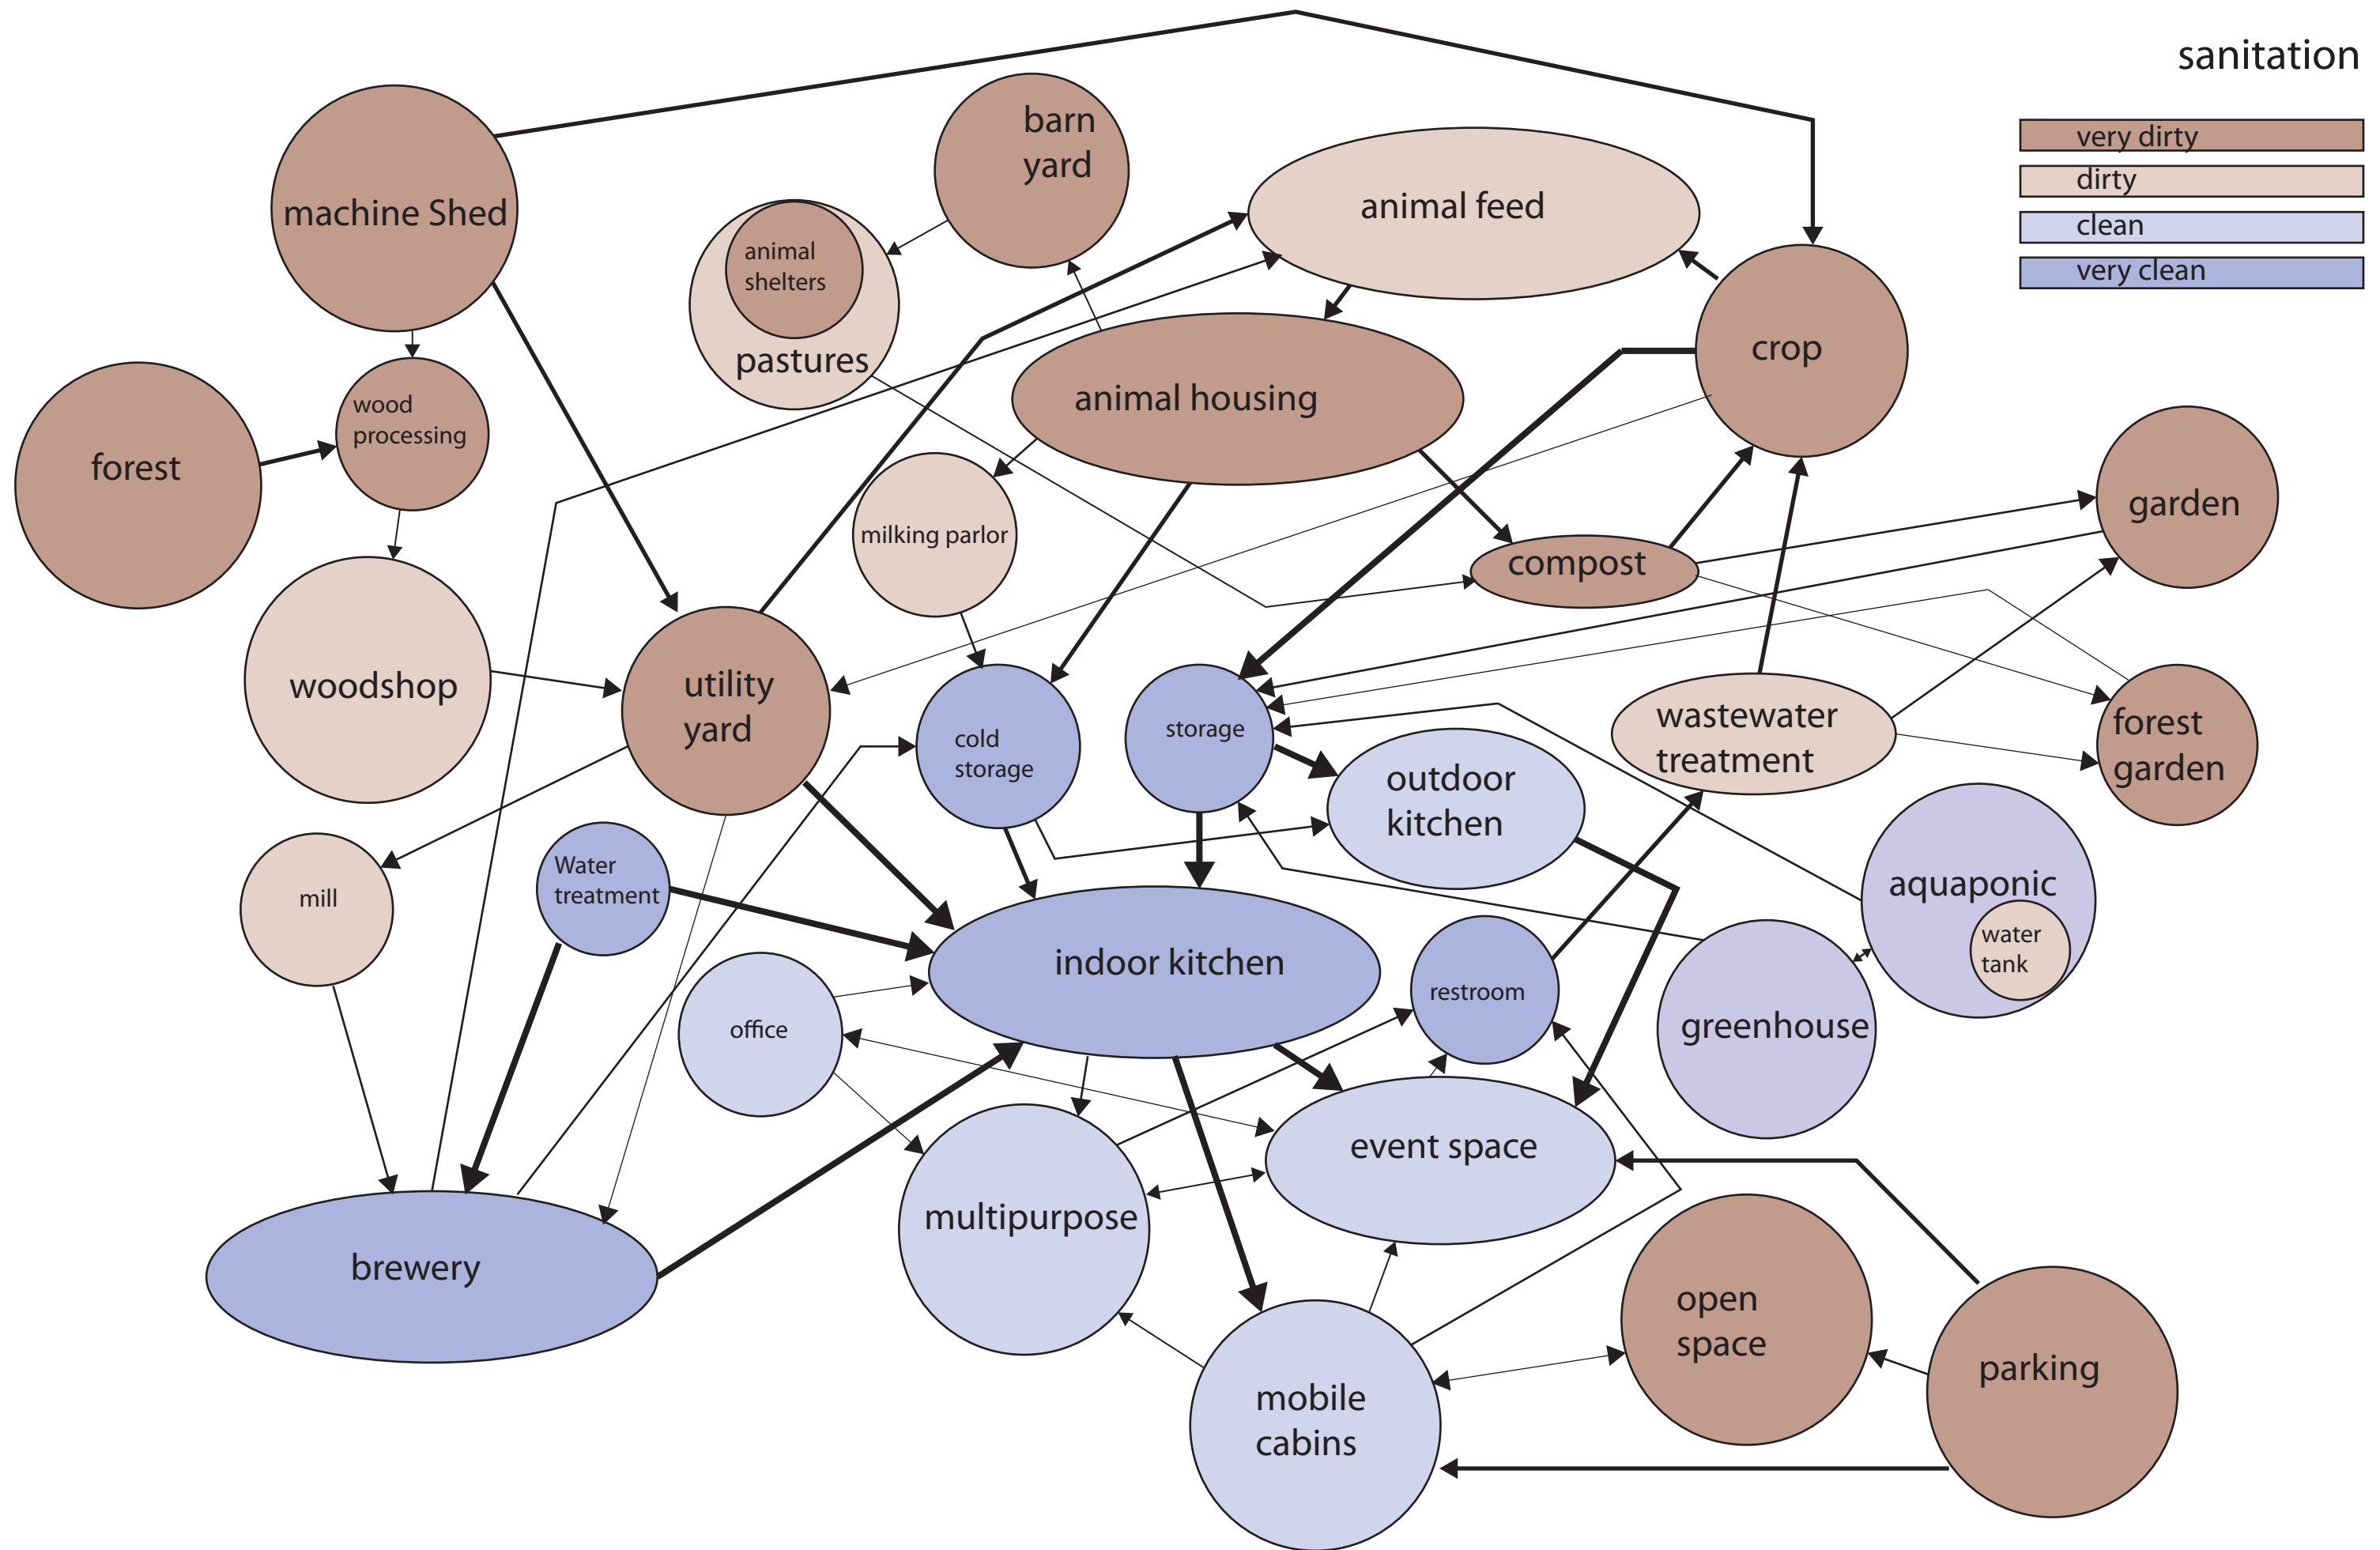 sanitation
very dirty
dirty
clean
very clean
barn
yard
machine Shed
animal feed
animal
shelters
pastures
crop
animal housing
wood
processing
forest
garden
milking parlor
compost
woodshop
utility
yard
cold
storage
storage
wastewater
treatment
forest
garden
outdoor
kitchen
Water
treatment
mill
aquaponic
water
tank
indoor kitchen
restroom
office
greenhouse
event space
multipurpose
brewery
open
space
parking
mobile
cabins